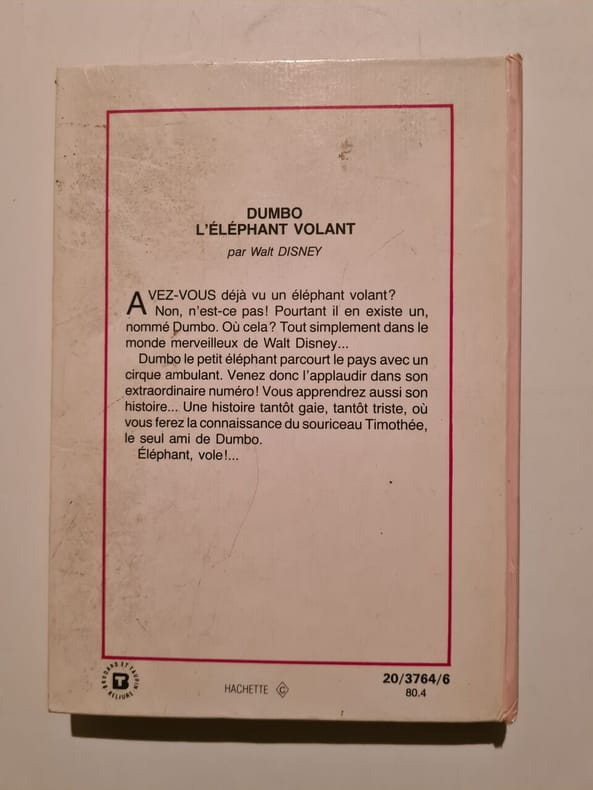 DUMBO
L'ÉLÉPHANT VOLANT
par Walt DISNEY
AVEZ-VOUS déjà vu un éléphant volant?
Non, n'est-ce pas! Pourtant il en existe un,
nommé Dumbo. Où cela? Tout simplement dans le
monde merveilleux de Walt Disney...
Dumbo le petit éléphant parcourt le pays avec un
cirque ambulant. Venez donc l'applaudir dans son
extraordinaire numéro! Vous apprendrez aussi son
histoire... Une histoire tantôt gaie, tantôt triste, où
vous ferez la connaissance du souriceau Timothée,
le seul ami de Dumbo.
Éléphant, vole!...
BRODARD ET TAUPIN
RELIURE
HACHETTE C
20/3764/6
80.4